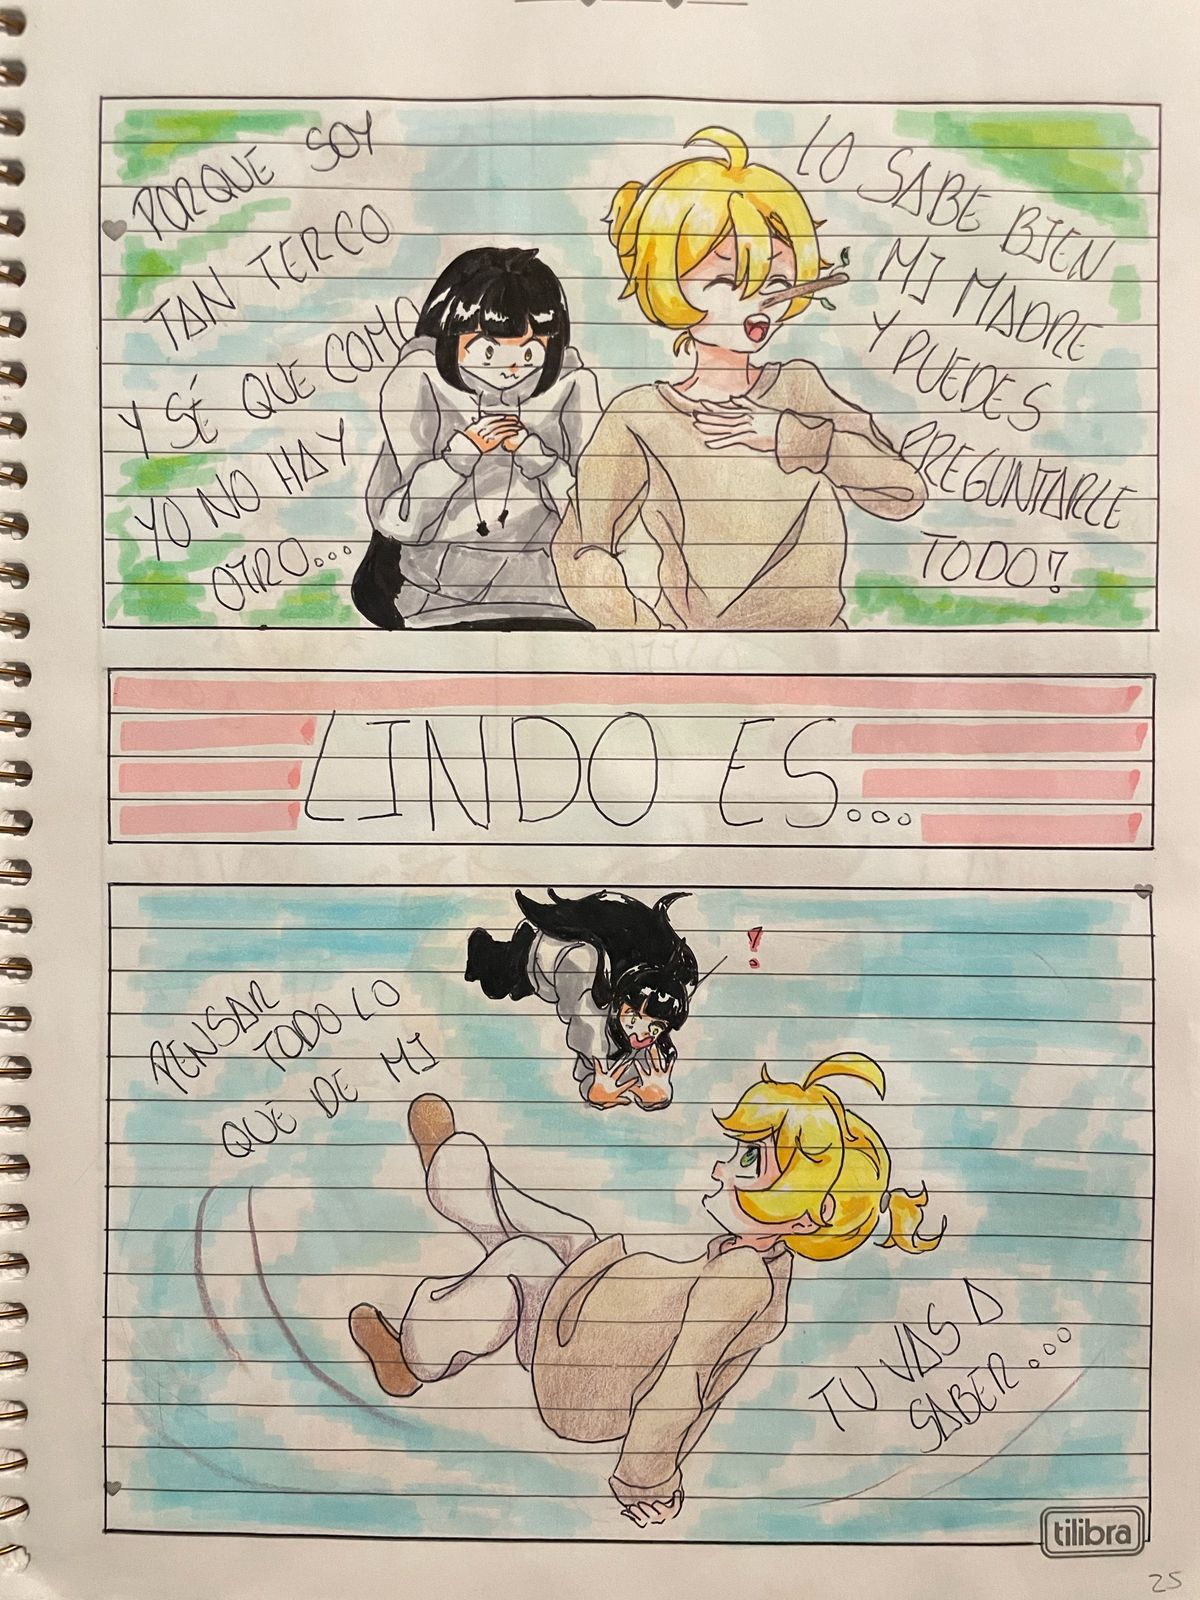 PORQUE SOY
TAN TERCO
Y SÉ QUE COMO
YO NO HAY
OTRO...
LO SABE BIEN
MI MADRE
Y PUEDES
PREGUNTARLE
TODO!
LINDO ES...
!
PENSAR
TODO LO
QUE DE MI
TU VAS A
SABER...
tilibra
25